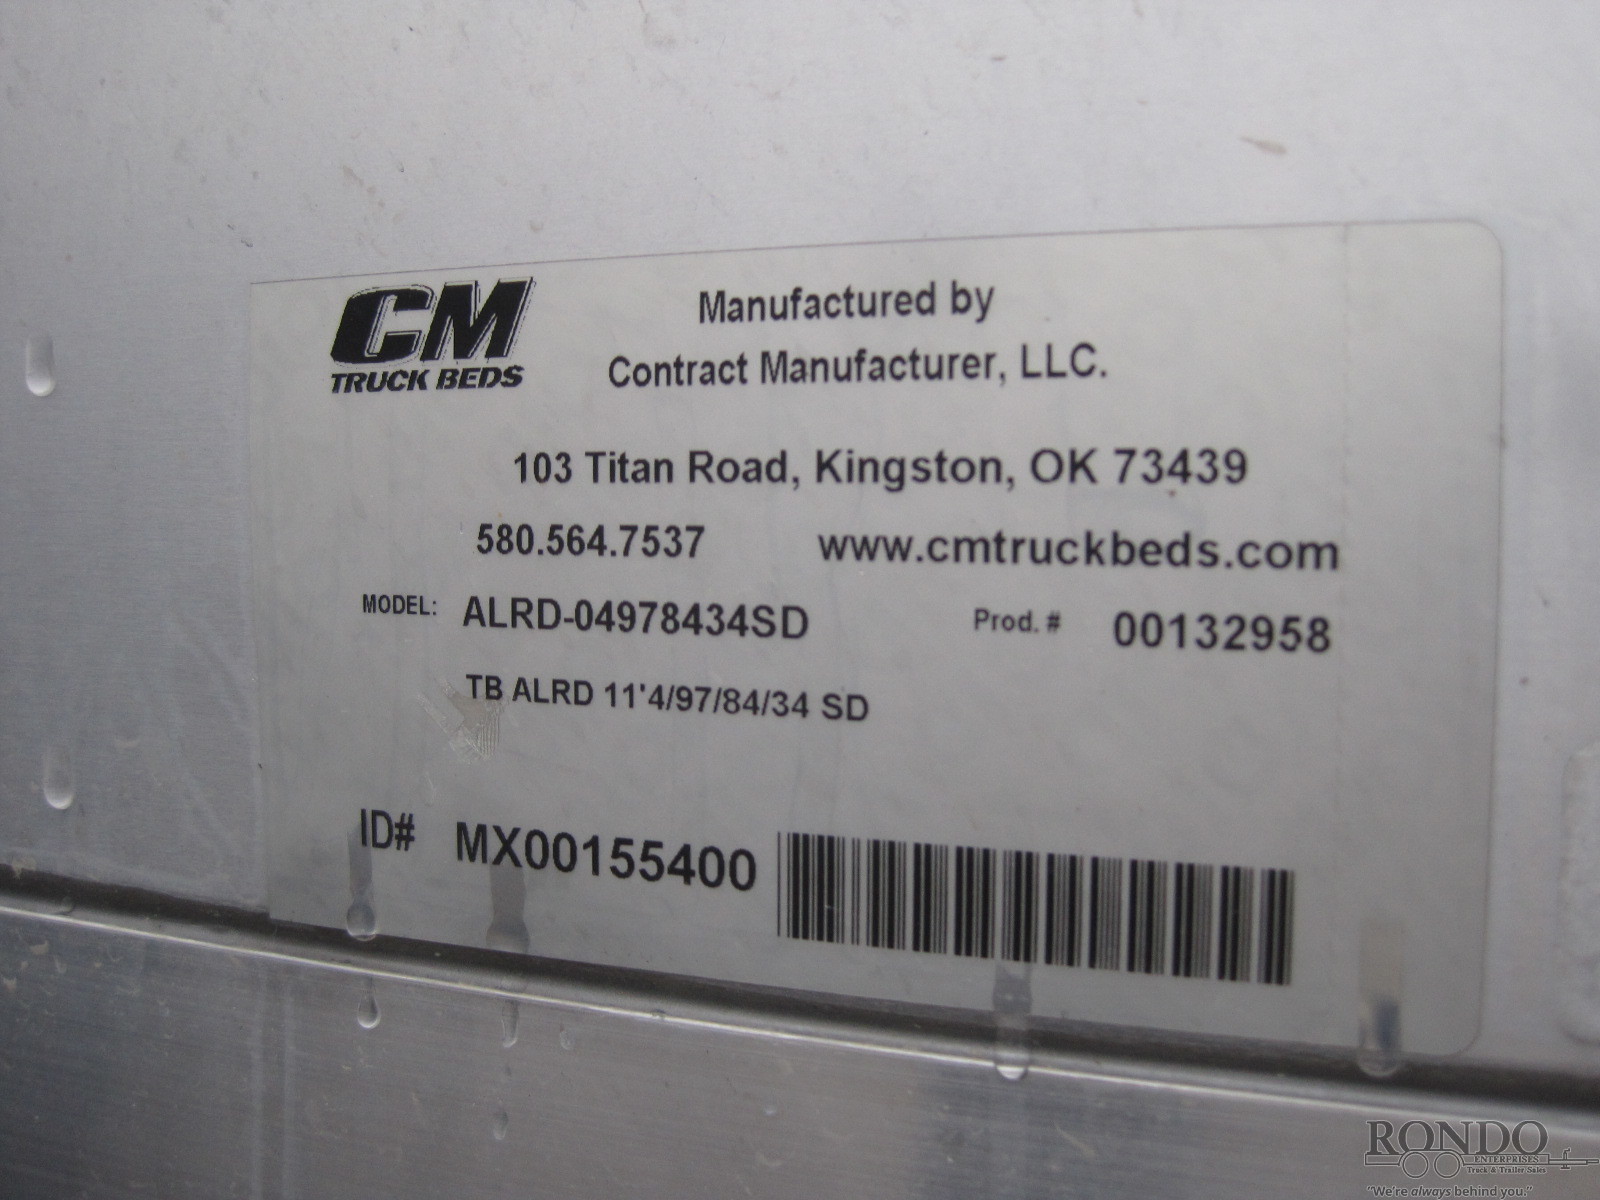 CM
TRUCK BEDS
Manufactured by
Contract Manufacturer, LLC.
103 Titan Road, Kingston, OK 73439
580.564.7537 www.cmtruckbeds.com
MODEL: ALRD-04978434SD Prod. # 00132958
TB ALRD 11'4/97/84/34 SD
ID# MX00155400
RONDO
ENTERPRISES
Truck & Trailer Sales
"We're always behind you."